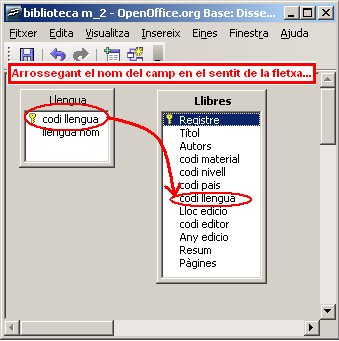 biblioteca m_2 - OpenOffice.org Base: Disse
Fitxer Edita Visualitza Insereix Eines Finestra Ajuda
Arrossegant el nom del camp en el sentit de la fletxa...
Llengua
codi llengua
llengua nom
Llibres
Registre
Títol
Autors
codi material
codi nivell
codi pais
codi llengua
Lloc edicio
codi editor
Any edicio
Resum
Pàgines